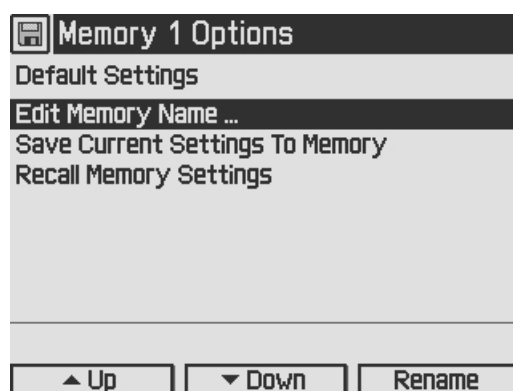 Memory 1 Options
Default Settings
Edit Memory Name ...
Save Current Settings To Memory
Recall Memory Settings
▲ Up ▼ Down Rename